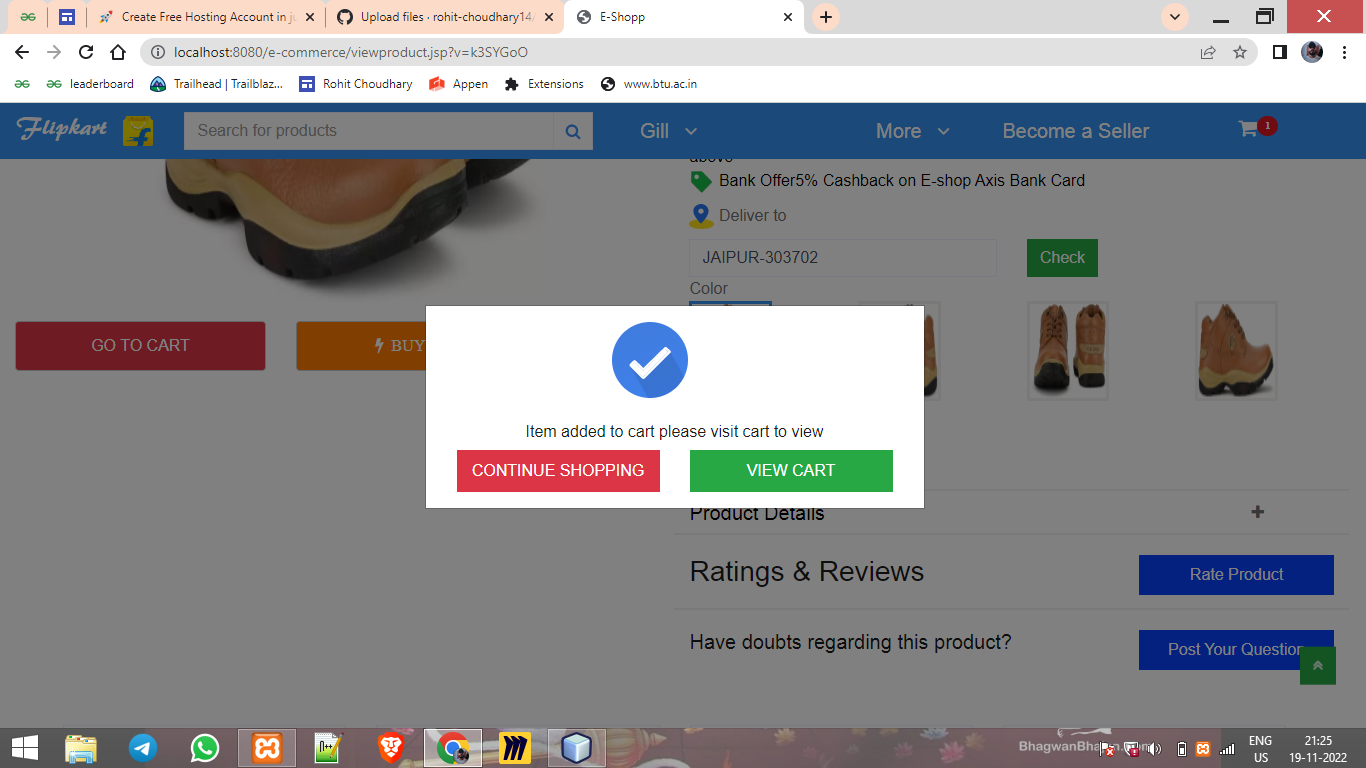 Create Free Hosting Account in ju
Upload files · rohit-choudhary14/
E-Shopp
localhost:8080/e-commerce/viewproduct.jsp?v=k3SYGoO
leaderboard
Trailhead | Trailblaz...
Rohit Choudhary
Appen
Extensions
www.btu.ac.in
Flipkart
Search for products
Gill
More
Become a Seller
1
above
Bank Offer5% Cashback on E-shop Axis Bank Card
Deliver to
JAIPUR-303702
Check
Color
GO TO CART
BUY
Item added to cart please visit cart to view
CONTINUE SHOPPING
VIEW CART
Product Details
Ratings & Reviews
Rate Product
Have doubts regarding this product?
Post Your Question
ENG
US
21:25
19-11-2022